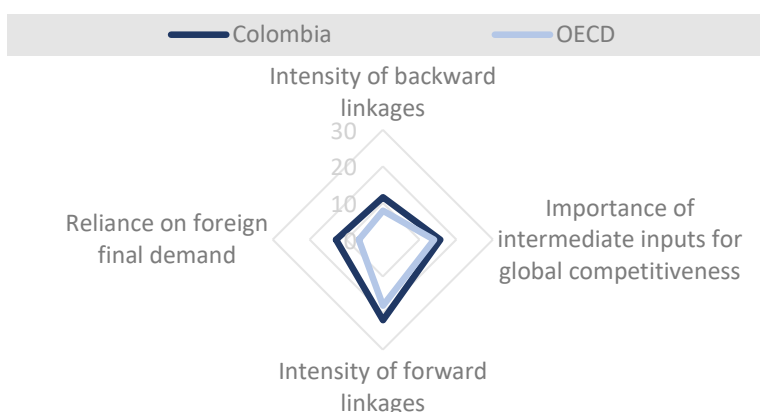 Colombia
OECD
Intensity of backward
linkages
30
20
10
0
Reliance on foreign
final demand
Importance of
intermediate inputs for
global competitiveness
Intensity of forward
linkages